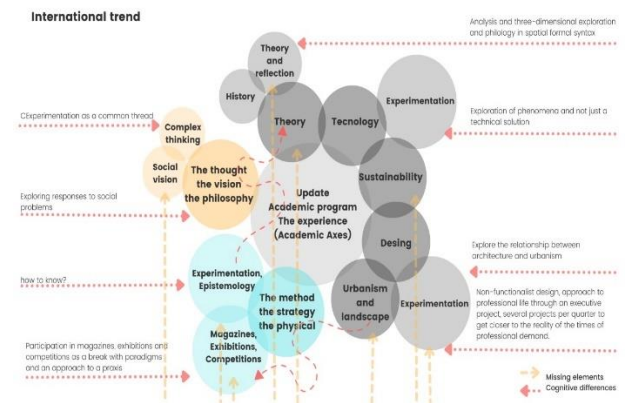 International trend
Analysis and three-dimensional exploration
and philology in spatial formal syntax
Theory
and
reflection
History
Experimentation
Theory
Tecnology
CExperimentation as a common thread
Complex
thinking
Exploration of phenomena and not just a
technical solution
Social
vision
The thought
the vision
the philosophy
Sustainability
Update
Academic program
The experience
(Academic Axes)
Exploring responses to social
problems
Desing
Explore the relationship between
architecture and urbanism
how to know?
Experimentation,
Epistemology
The method
the strategy
the physical
Urbanism
and
landscape
Experimentation
Non-functionalist design, approach to
professional life through an executive
project, several projects per quarter to
get closer to the reality of the times of
professional demand.
Magazines,
Exhibitions,
Competitions
Participation in magazines, exhibitions and
competitions as a break with paradigms
and an approach to a praxis
Missing elements
Cognitive differences